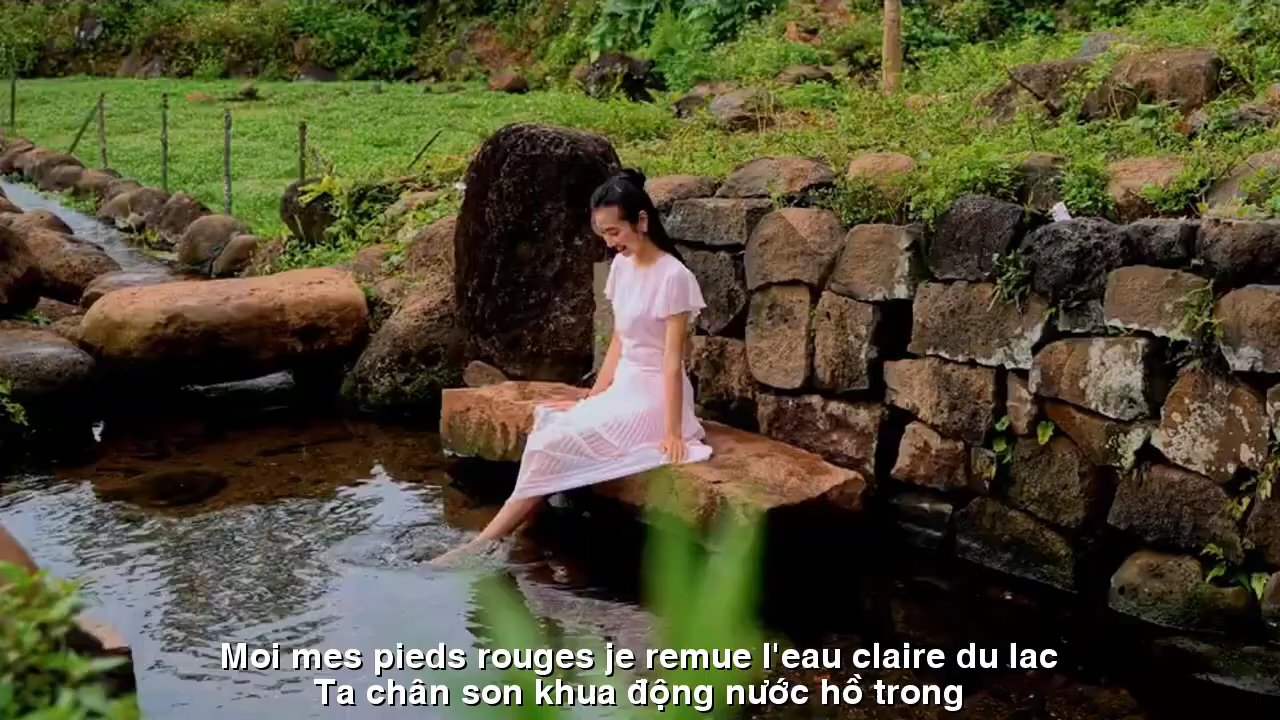 Moi mes pieds rouges je remue l'eau claire du lac
Ta chân son khua động nước hồ trong